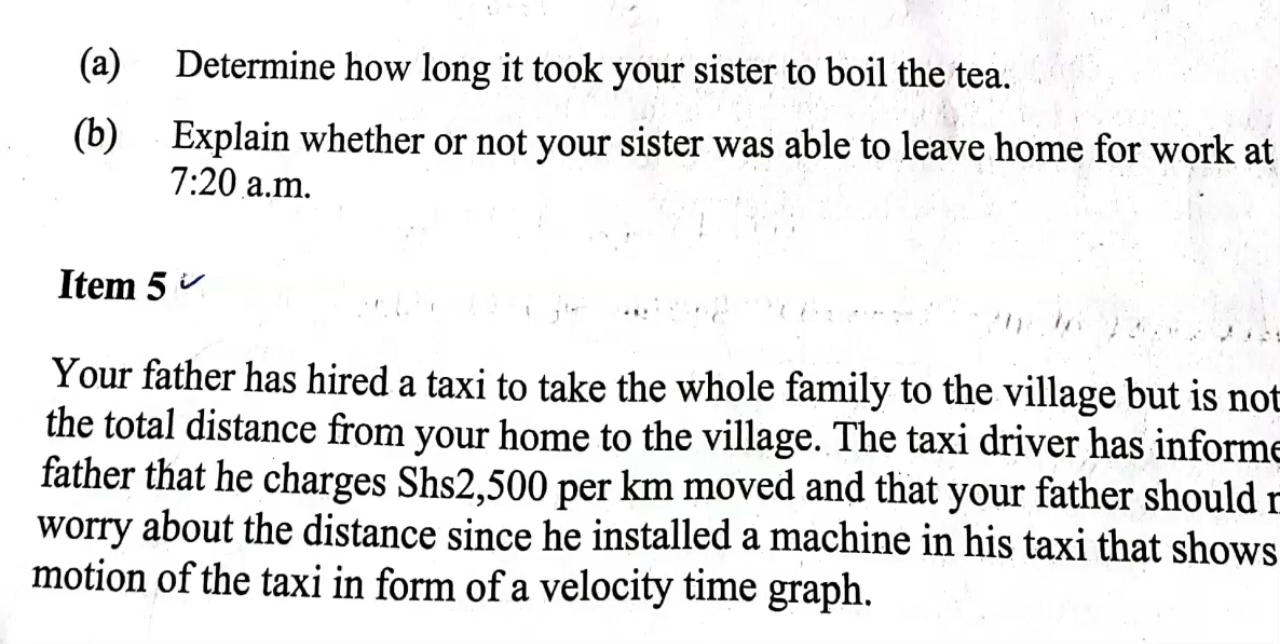 (a) Determine how long it took your sister to boil the tea.
(b) Explain whether or not your sister was able to leave home for work at
7:20 a.m.
Item 5
Your father has hired a taxi to take the whole family to the village but is not
the total distance from your home to the village. The taxi driver has informe
father that he charges Shs2,500 per km moved and that your father should
worry about the distance since he installed a machine in his taxi that shows
motion of the taxi in form of a velocity time graph.